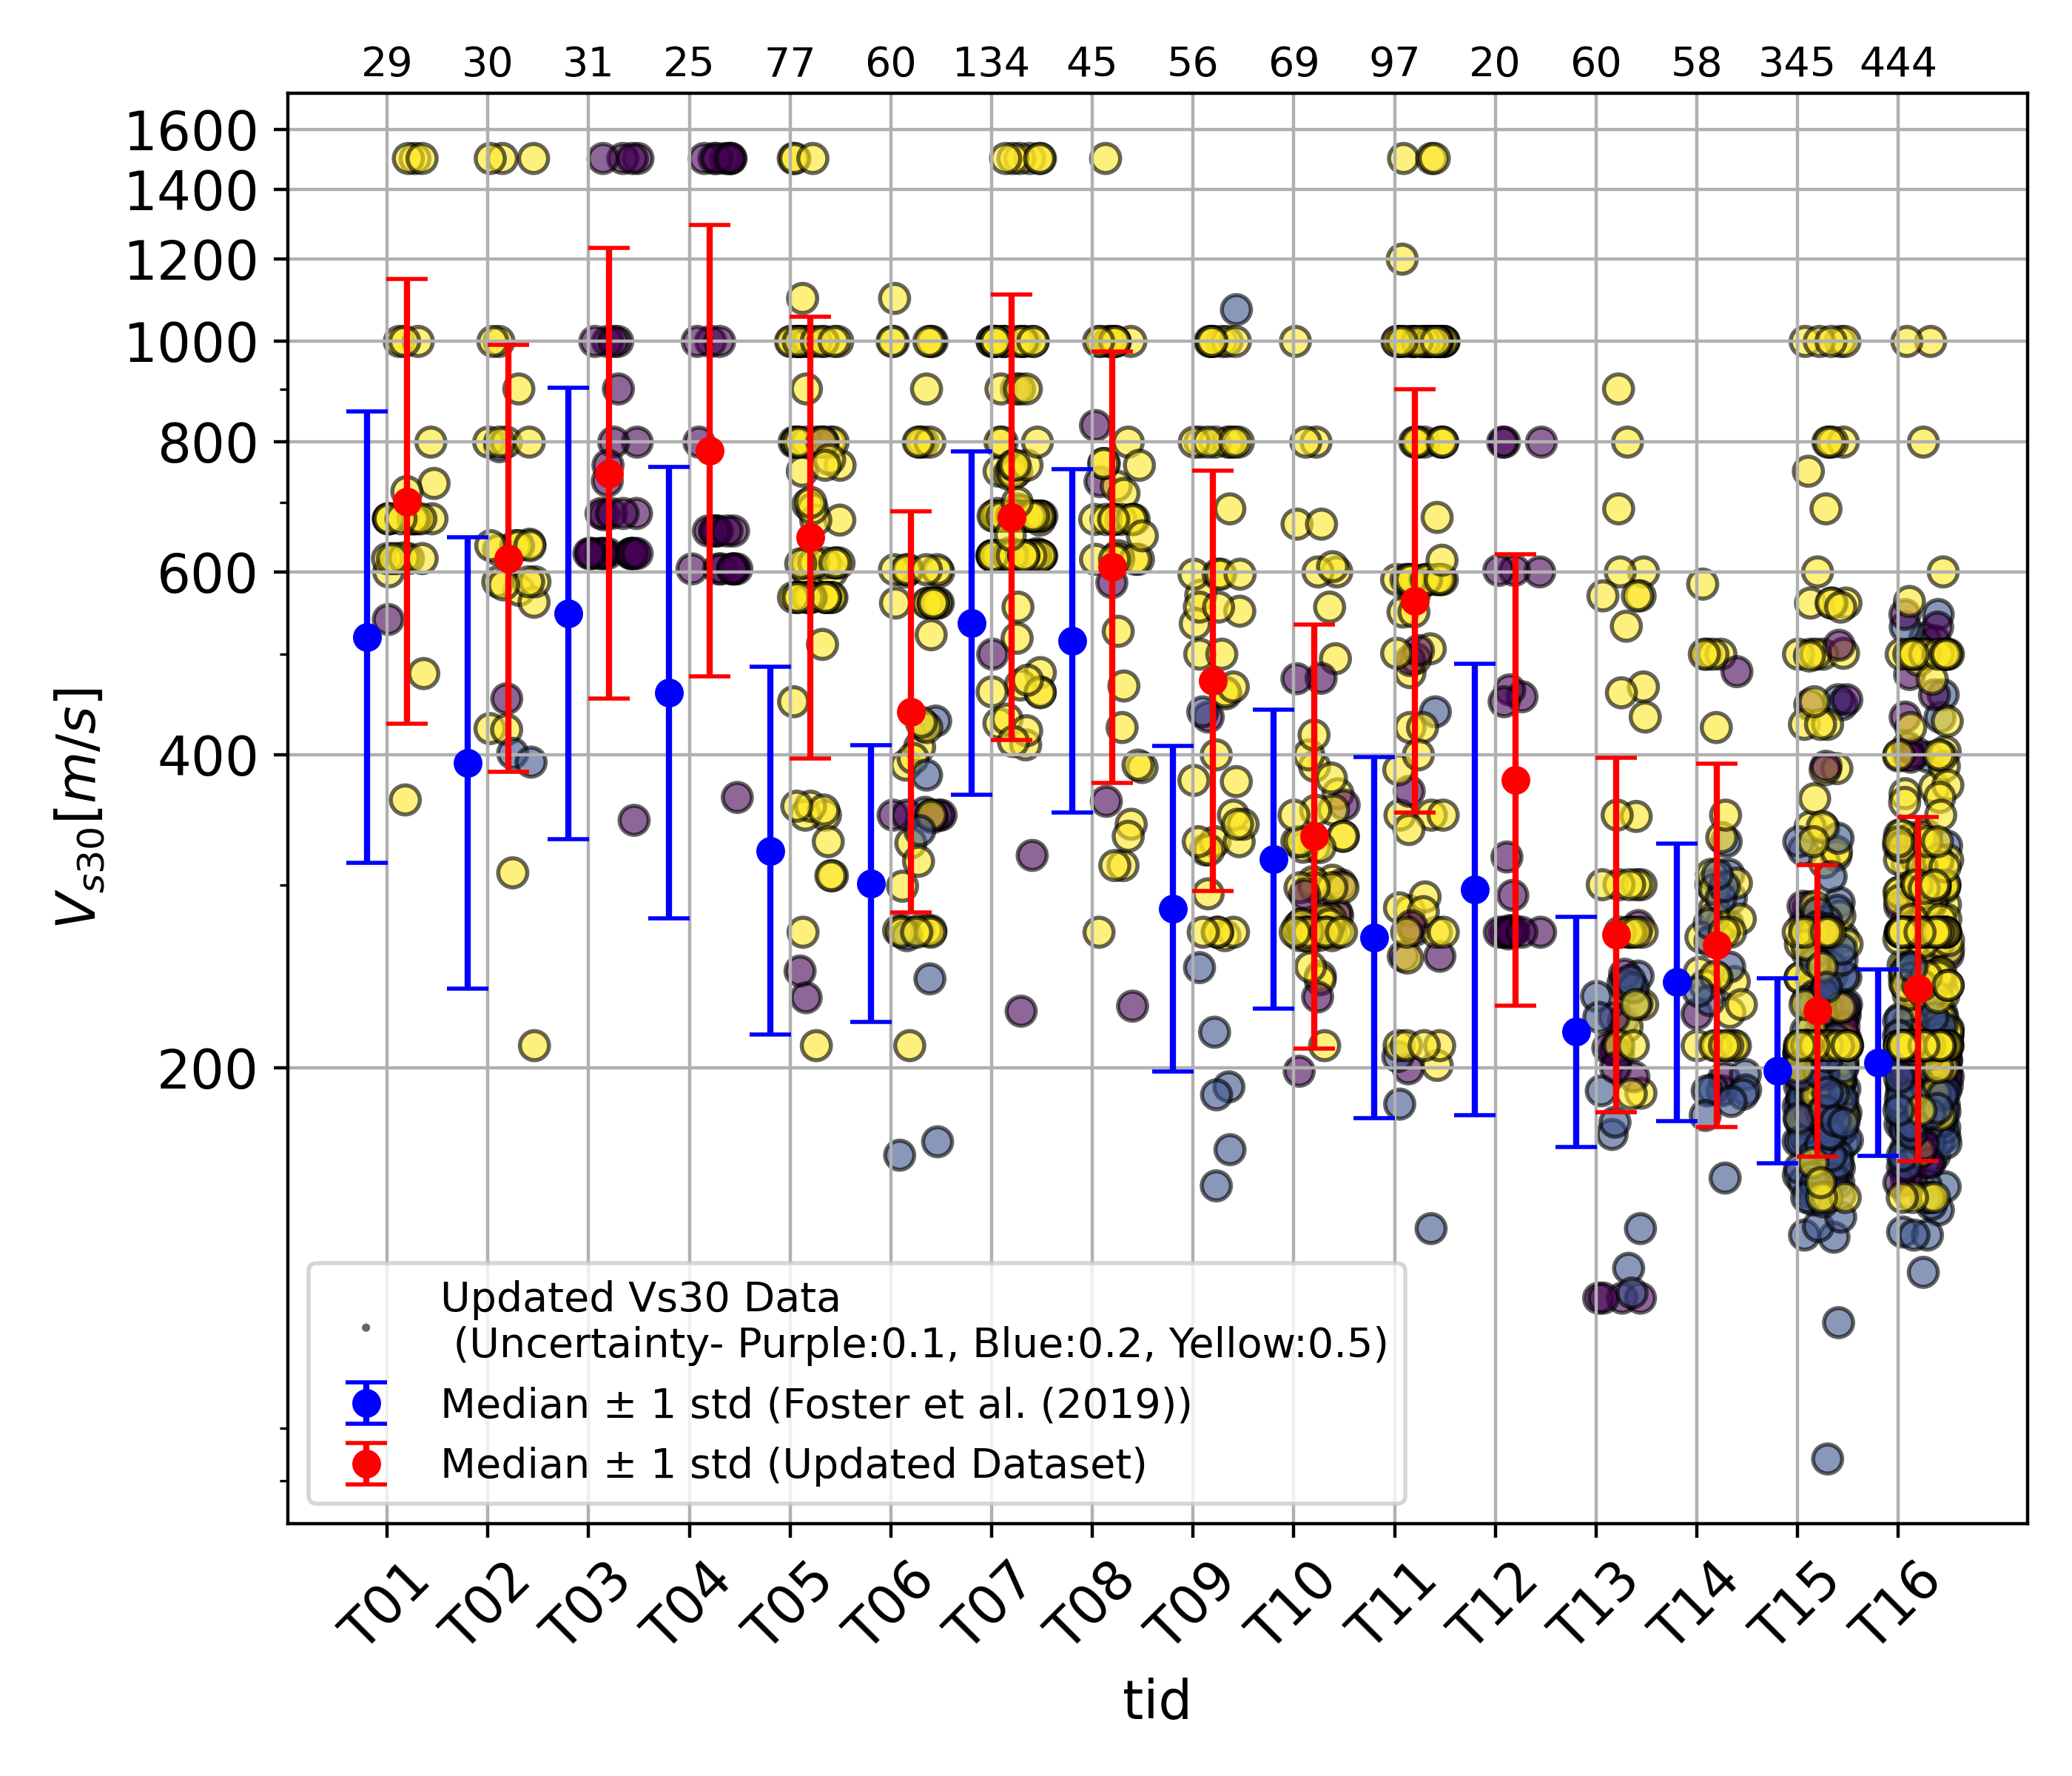 29 30 31 25 77 60 134 45 56 69 97 20 60 58 345 444
1600
1400
1200
1000
800
600
400
200
V_{s30}[m/s]
Updated Vs30 Data
(Uncertainty- Purple:0.1, Blue:0.2, Yellow:0.5)
Median ± 1 std (Foster et al. (2019))
Median ± 1 std (Updated Dataset)
T01 T02 T03 T04 T05 T06 T07 T08 T09 T10 T11 T12 T13 T14 T15 T16
tid